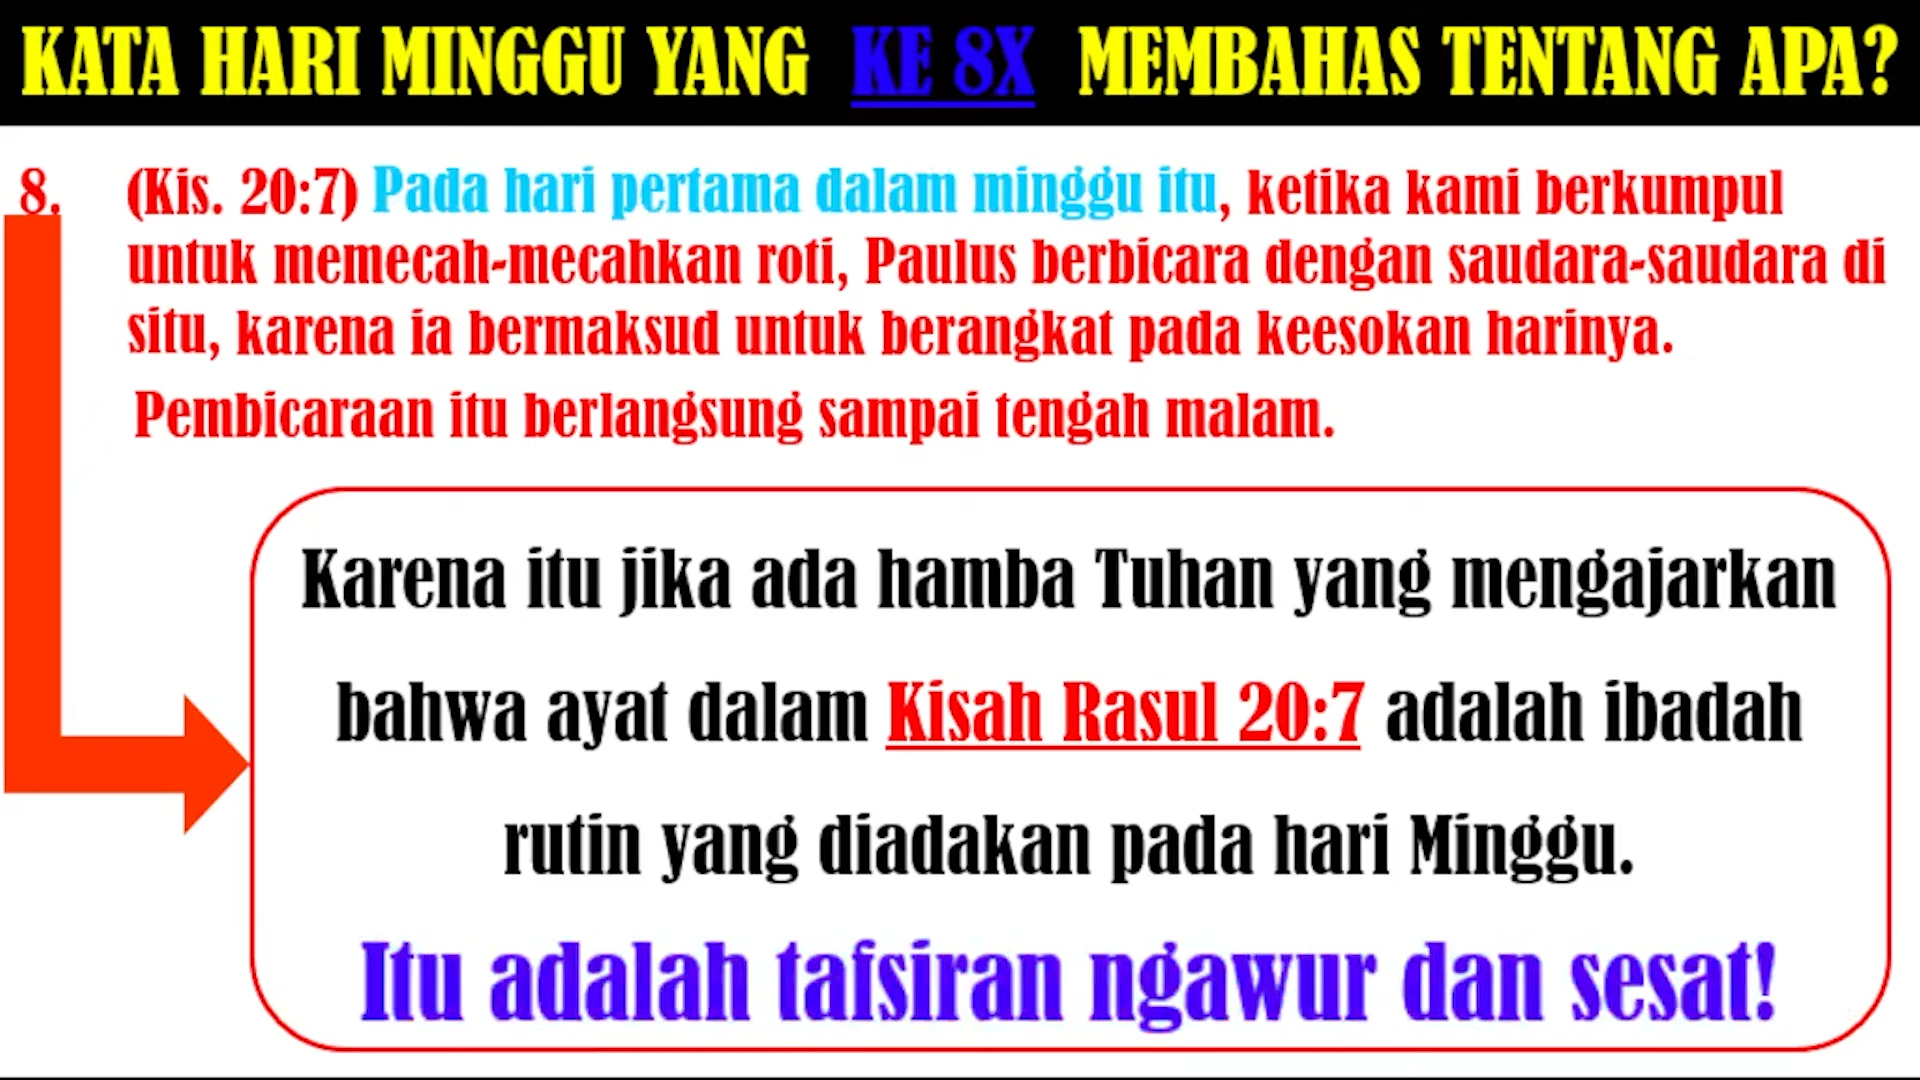 KATA HARI MINGGU YANG KE 8X MEMBAHAS TENTANG APA?
8. (Kis. 20:7) Pada hari pertama dalam minggu itu, ketika kami berkumpul
untuk memecah-mecahkan roti, Paulus berbicara dengan saudara-saudara di
situ, karena ia bermaksud untuk berangkat pada keesokan harinya.
Pembicaraan itu berlangsung sampai tengah malam.
Karena itu jika ada hamba Tuhan yang mengajarkan
bahwa ayat dalam Kisah Rasul 20:7 adalah ibadah
rutin yang diadakan pada hari Minggu.
Itu adalah tafsiran ngawur dan sesat!